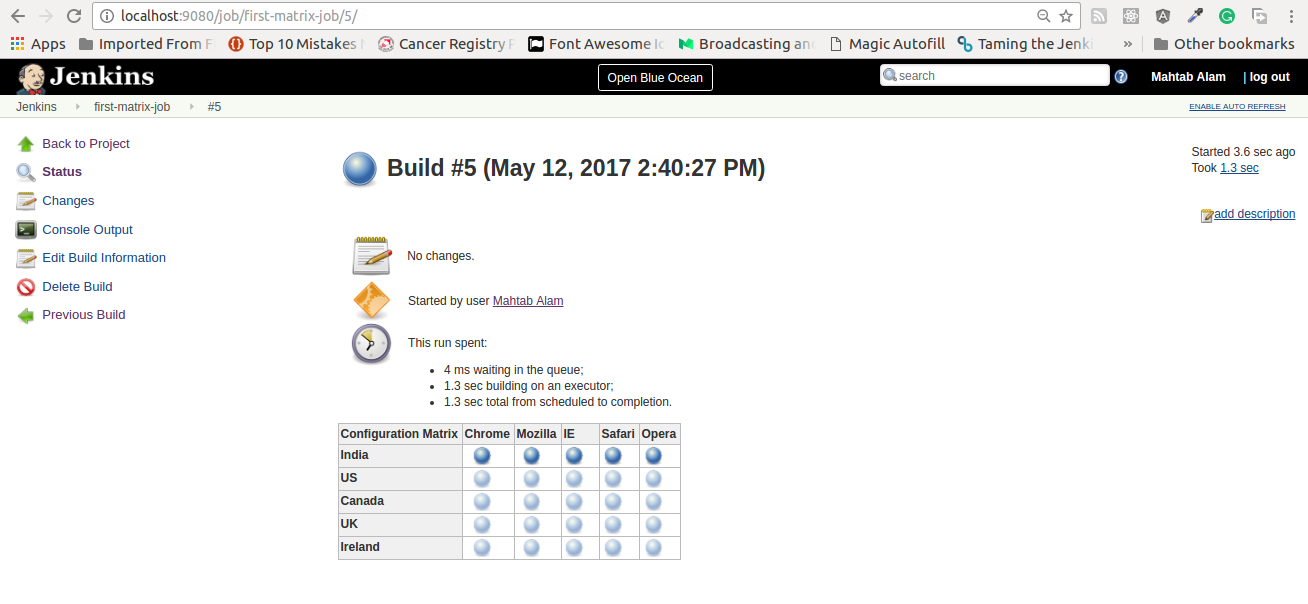 localhost:9080/job/first-matrix-job/5/
Apps Imported From Top 10 Mistakes Cancer Registry Font Awesome Broadcasting Magic Autofill Taming the » Other bookmarks
Jenkins Open Blue Ocean search Mahtab Alam | log out
Jenkins first-matrix-job #5 ENABLE AUTO REFRESH
Back to Project
Status
Changes
Console Output
Edit Build Information
Delete Build
Previous Build
Build #5 (May 12, 2017 2:40:27 PM)
Started 3.6 sec ago
Took 1.3 sec
add description
No changes.
Started by user Mahtab Alam
This run spent:
• 4 ms waiting in the queue;
• 1.3 sec building on an executor;
• 1.3 sec total from scheduled to completion.
Configuration Matrix Chrome Mozilla IE Safari Opera
India
US
Canada
UK
Ireland